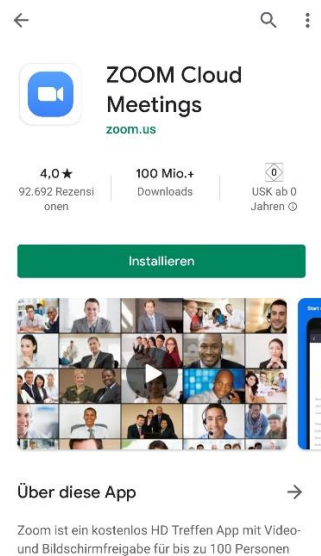 ZOOM Cloud
Meetings
zoom.us
4,0★
92.692 Rezensi
onen
100 Mio.+
Downloads
0
USK ab 0
Jahren
Installieren
Start
Über diese App
Zoom ist ein kostenlos HD Treffen App mit Video-
und Bildschirmfreigabe für bis zu 100 Personen